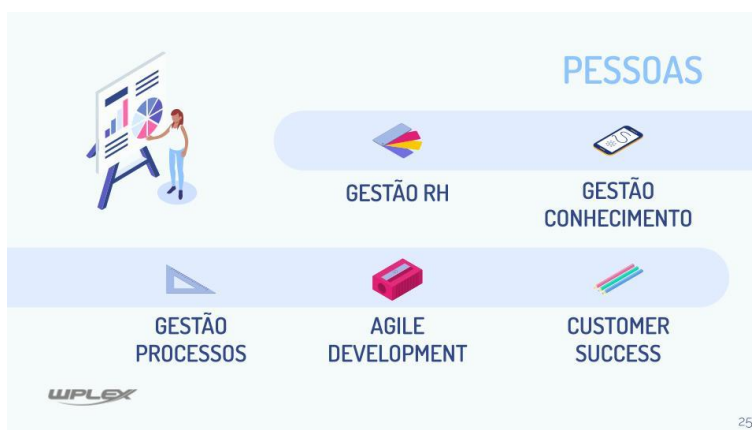 PESSOAS
GESTÃO RH
GESTÃO
CONHECIMENTO
GESTÃO
PROCESSOS
AGILE
DEVELOPMENT
CUSTOMER
SUCCESS
WPLEX
25